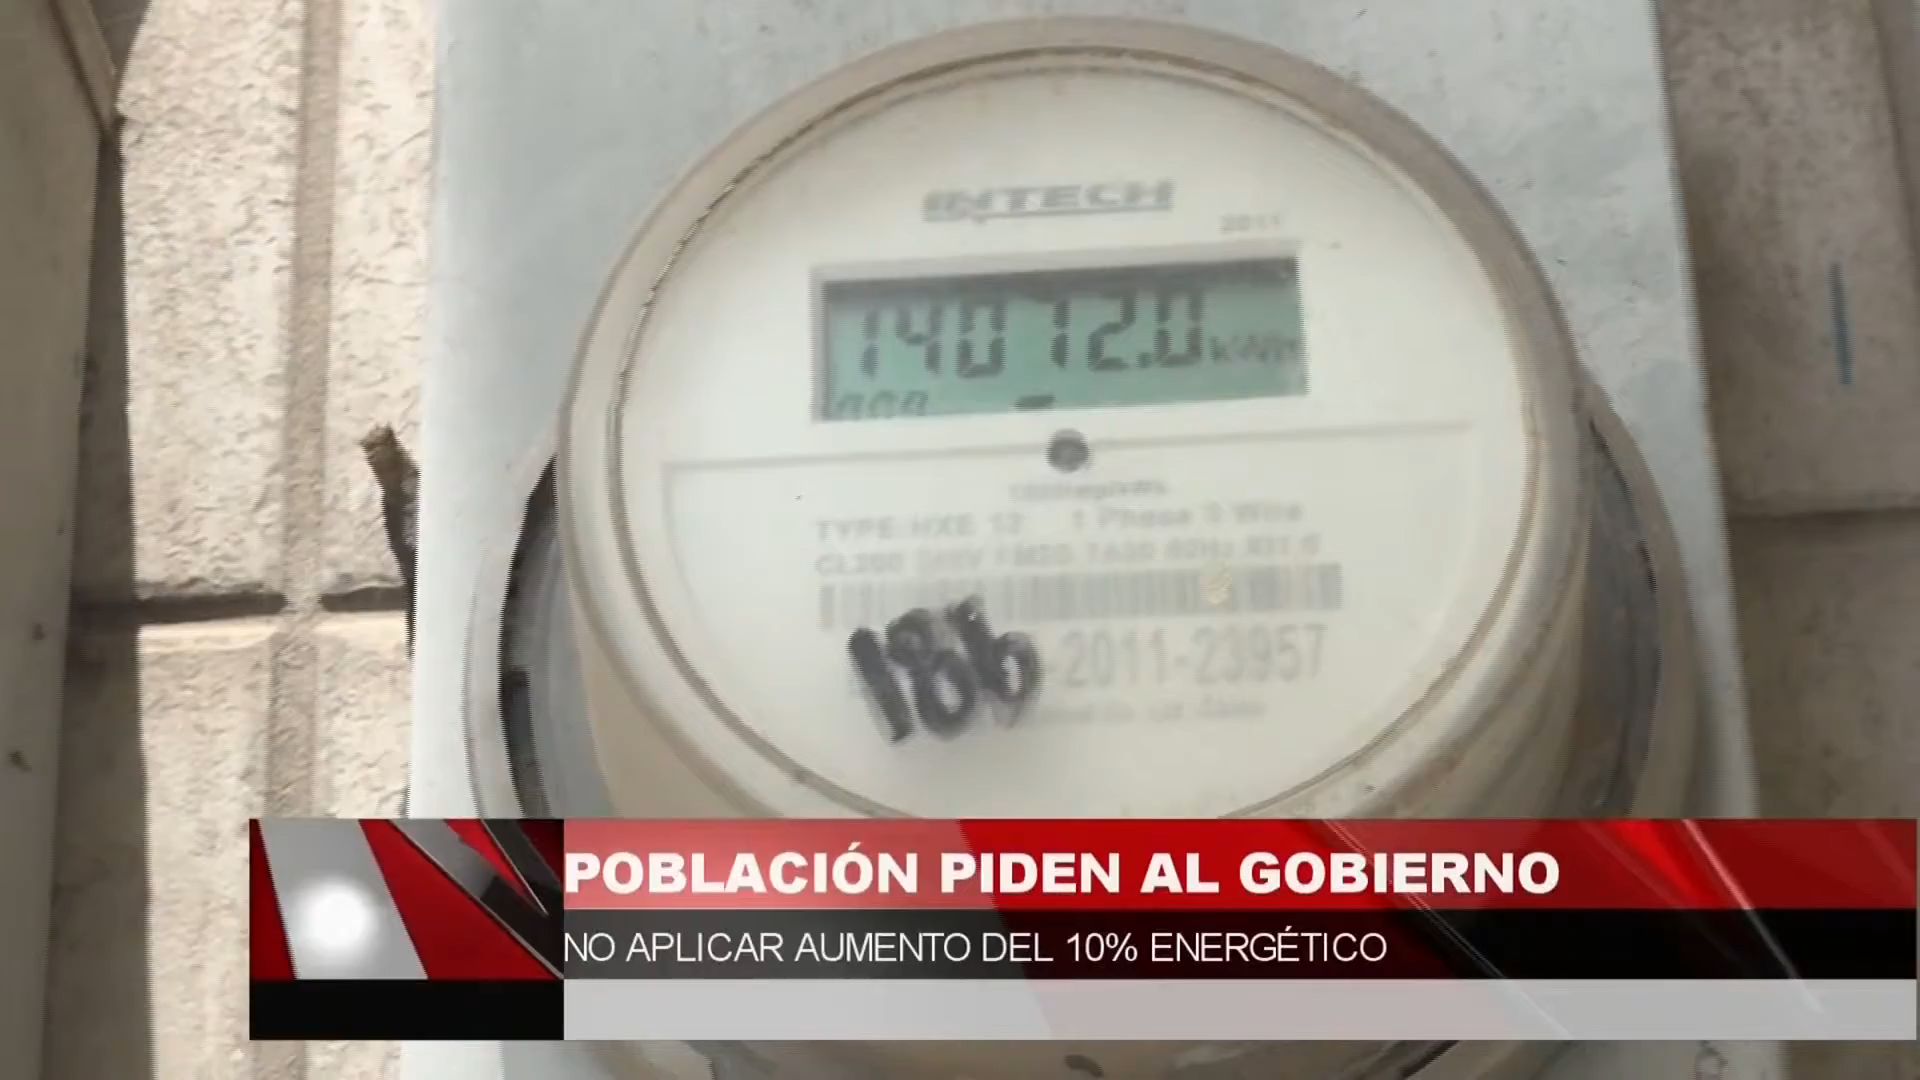 INTECH
2011
14072.0 kWh
TYPE:HXE 12 1 Phase 3 Wire
186 -2011-23957
POBLACIÓN PIDEN AL GOBIERNO
NO APLICAR AUMENTO DEL 10% ENERGÉTICO